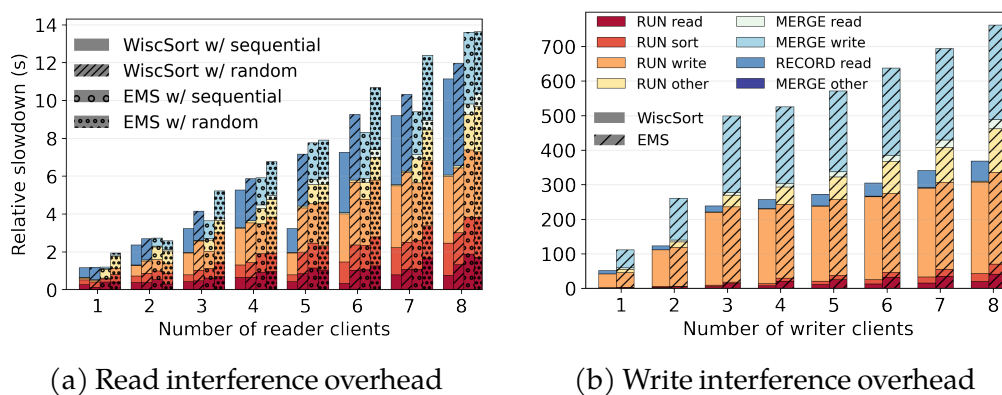 Relative slowdown (s)
14
12
10
8
6
4
2
0
WiscSort w/ sequential
WiscSort w/ random
EMS w/ sequential
EMS w/ random
1 2 3 4 5 6 7 8
Number of reader clients
(a) Read interference overhead
700
600
500
400
300
200
100
0
RUN read
RUN sort
RUN write
RUN other
MERGE read
MERGE write
RECORD read
MERGE other
WiscSort
EMS
1 2 3 4 5 6 7 8
Number of writer clients
(b) Write interference overhead